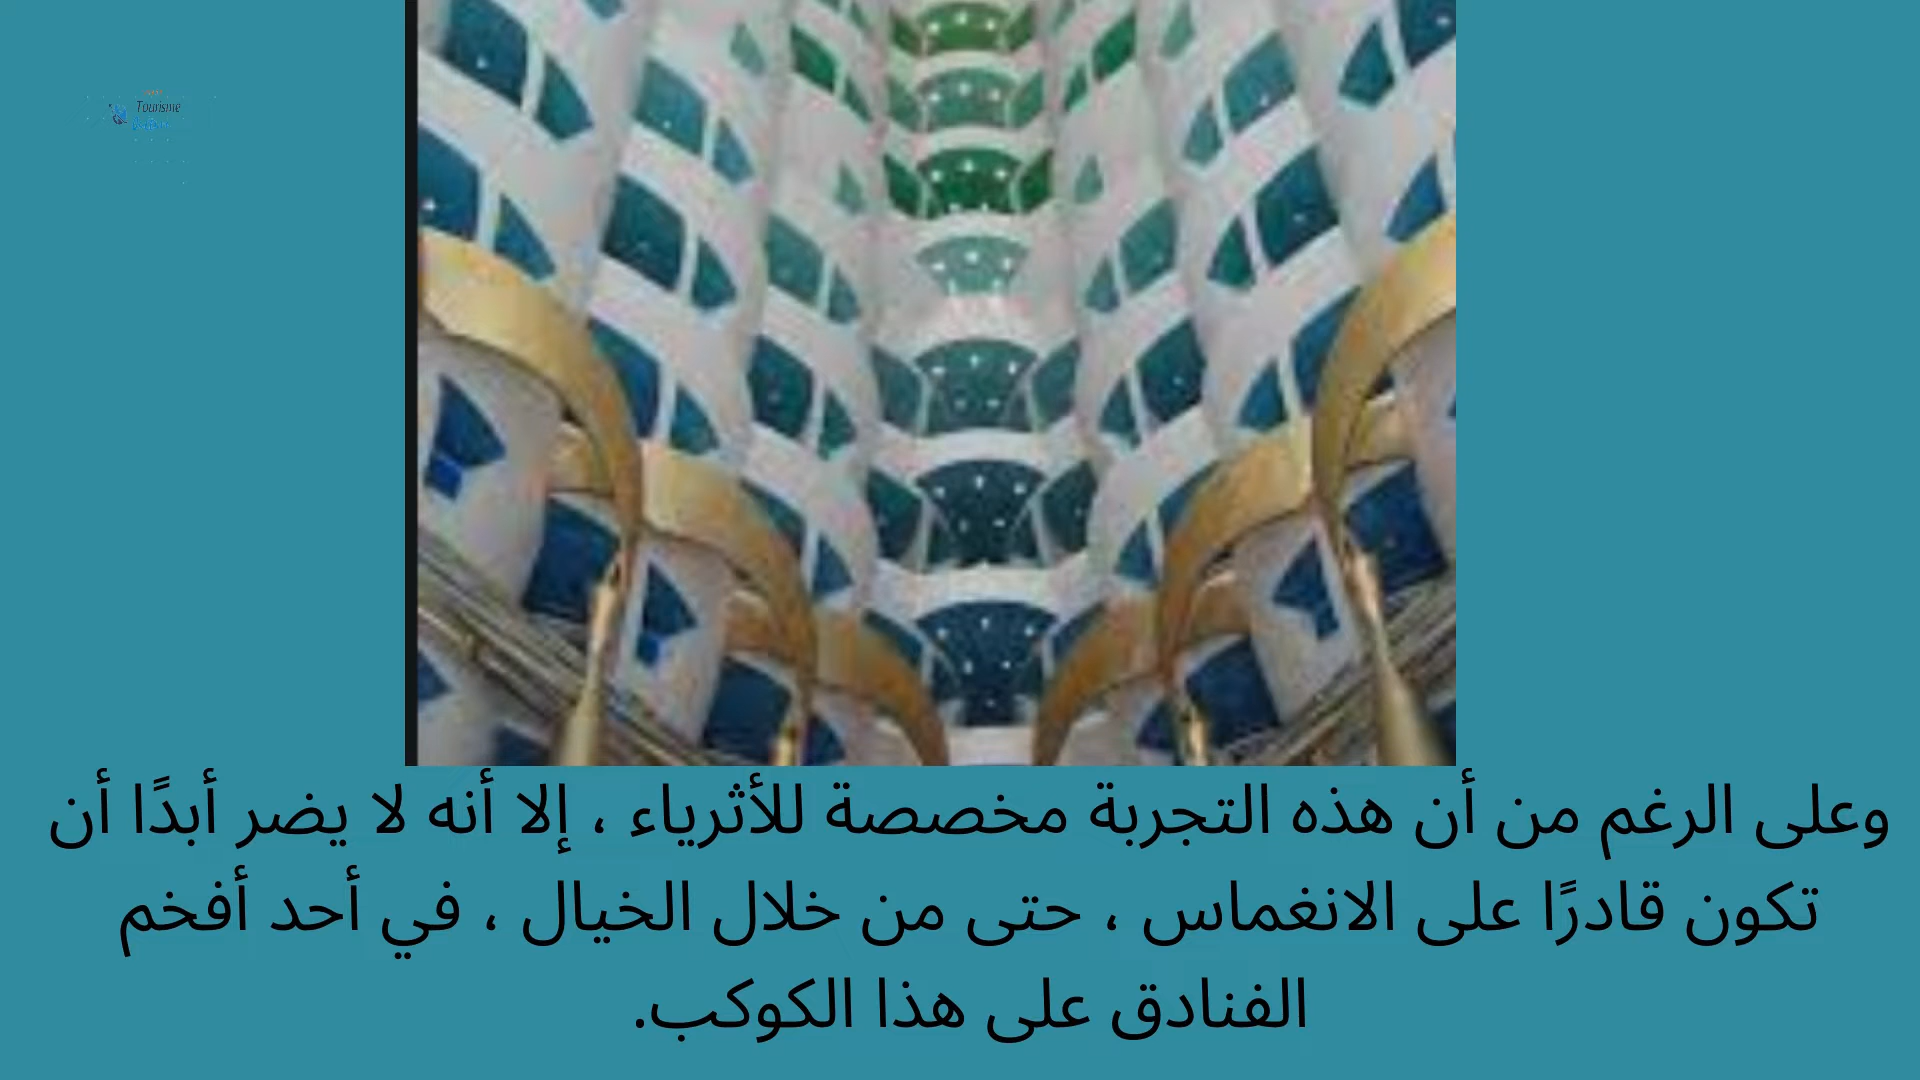 Tourisme
وعلى الرغم من أن هذه التجربة مخصصة للأثرياء ، إلا أنه لا يضر أبدًا أن
تكون قادرًا على الانغماس ، حتى من خلال الخيال ، في أحد أفخم
الفنادق على هذا الكوكب.